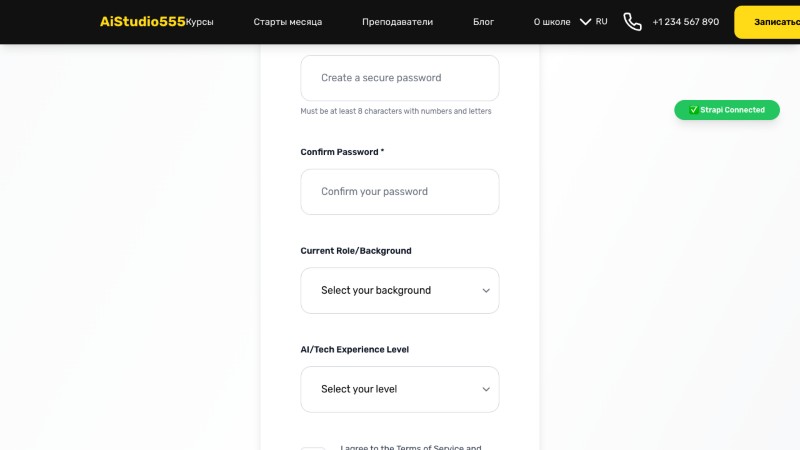 AiStudio555 Курсы Старты месяца Преподаватели Блог О школе RU +1 234 567 890 Записатьс
Create a secure password
Must be at least 8 characters with numbers and letters
✅ Strapi Connected
Confirm Password *
Confirm your password
Current Role/Background
Select your background
AI/Tech Experience Level
Select your level
I agree to the Terms of Service and